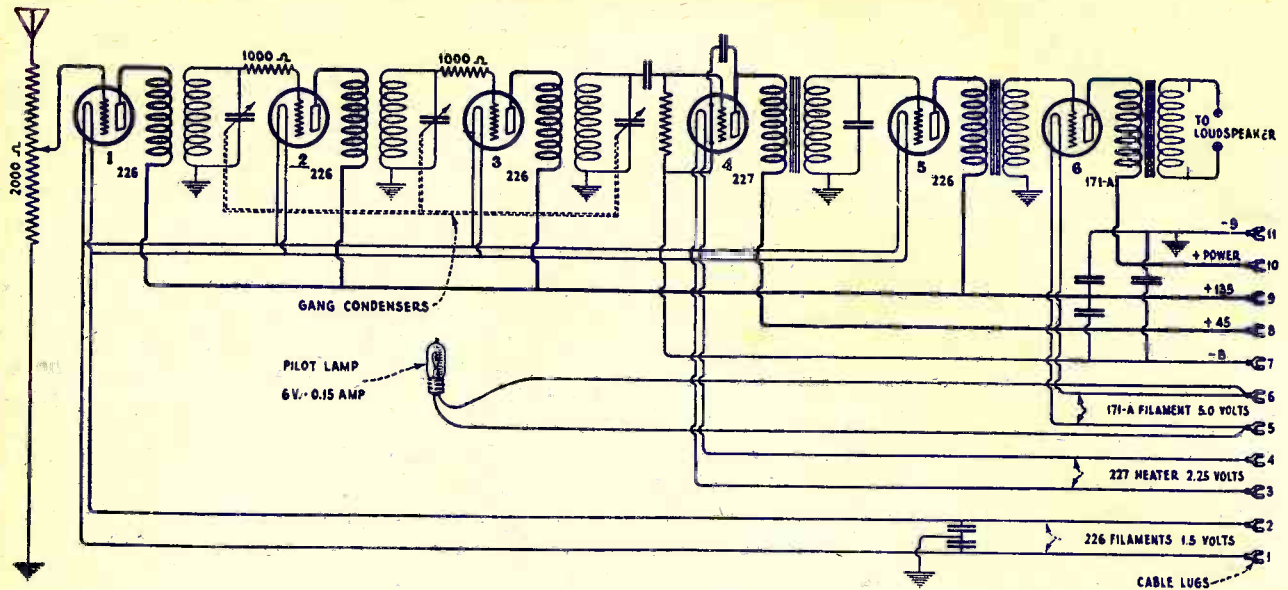 1000 Ω
1000 Ω
2000 Ω
1
226
2
226
3
226
4
227
5
226
6
171-A
TO
LOUDSPEAKER
-9
11
+ POWER
10
+135
9
+45
8
-B
7
GANG CONDENSERS
PILOT LAMP
6V.- 0.15 AMP
6
171-A FILAMENT 5.0 VOLTS
5
4
227 HEATER 2.25 VOLTS
3
2
226 FILAMENTS 1.5 VOLTS
1
CABLE LUGS